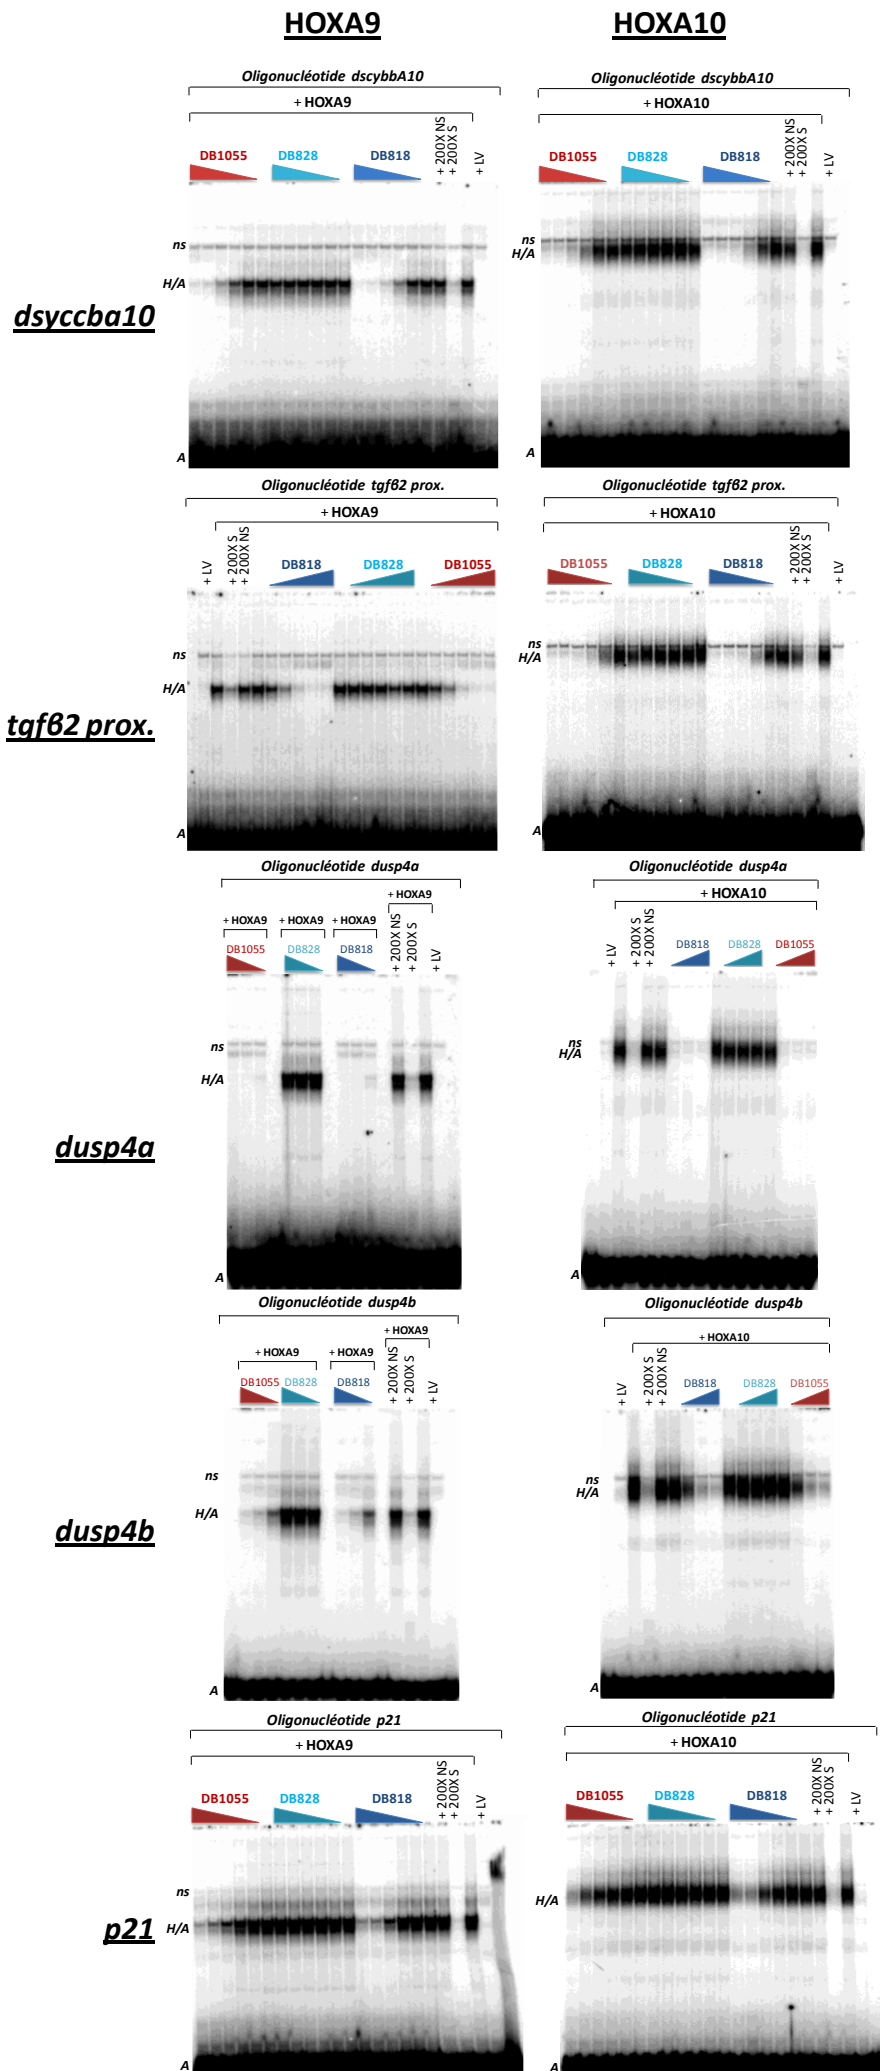 HOXA9
HOXA10
Oligonucléotide dscybbA10
+ HOXA9
DB1055
DB828
DB818
+ 200X NS
+ 200X S
+ LV
ns
H/A
A
Oligonucléotide dscybbA10
+ HOXA10
DB1055
DB828
DB818
+ 200X NS
+ 200X S
+ LV
ns
H/A
A
dsyccba10
Oligonucléotide tgfβ2 prox.
+ HOXA9
+ LV
+ 200X S
+ 200X NS
DB818
DB828
DB1055
ns
H/A
A
Oligonucléotide tgfβ2 prox.
+ HOXA10
DB1055
DB828
DB818
+ 200X NS
+ 200X S
+ LV
ns
H/A
A
tgfβ2 prox.
Oligonucléotide dusp4a
+ HOXA9
+ HOXA9
+ HOXA9
+ HOXA9
DB1055
DB828
DB818
+ 200X NS
+ 200X S
+ LV
ns
H/A
A
Oligonucléotide dusp4a
+ HOXA10
+ LV
+ 200X S
+ 200X NS
DB818
DB828
DB1055
ns
H/A
A
dusp4a
Oligonucléotide dusp4b
+ HOXA9
+ HOXA9
+ HOXA9
DB1055
DB828
DB818
+ 200X NS
+ 200X S
+ LV
ns
H/A
A
Oligonucléotide dusp4b
+ HOXA10
+ LV
+ 200X S
+ 200X NS
DB818
DB828
DB1055
ns
H/A
A
dusp4b
Oligonucléotide p21
+ HOXA9
DB1055
DB828
DB818
+ 200X NS
+ 200X S
+ LV
ns
H/A
A
Oligonucléotide p21
+ HOXA10
DB1055
DB828
DB818
+ 200X NS
+ 200X S
+ LV
H/A
A
p21